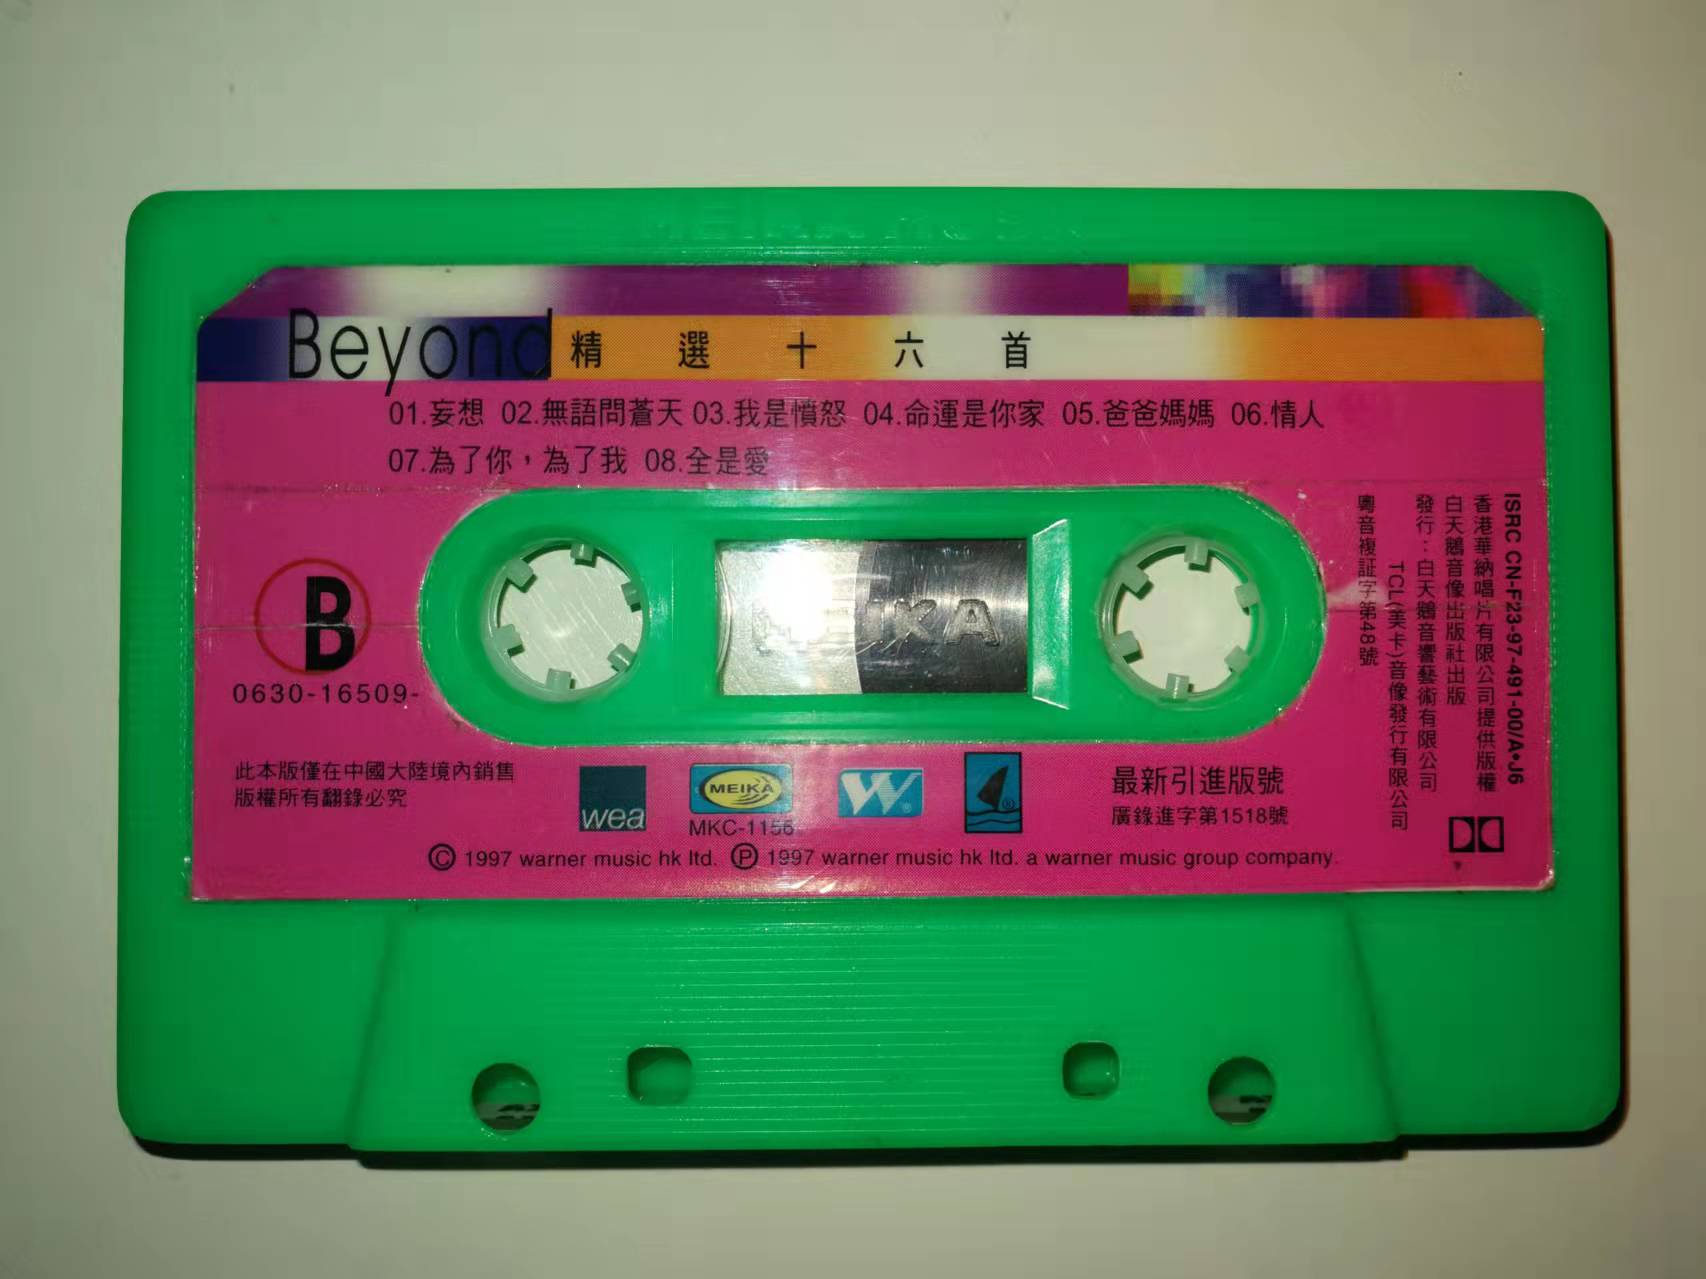 Beyond 精選十六首
01.妄想 02.無語問蒼天 03.我是憤怒 04.命運是你家 05.爸爸媽媽 06.情人
07.為了你，為了我 08.全是愛
B
0630-16509-
MEIKA
ISRC CN-F23-97-491-00/A•J6
香港華納唱片有限公司提供版權
白天鵝音像出版社出版
發行：白天鵝音響藝術有限公司
TCL(美卡)音像發行有限公司
粵音複証字第48號
此本版僅在中國大陸境內銷售
版權所有翻錄必究
wea
MEIKA
MKC-1156
W®
®
最新引進版號
廣錄進字第1518號
© 1997 warner music hk ltd. ℗ 1997 warner music hk ltd. a warner music group company.